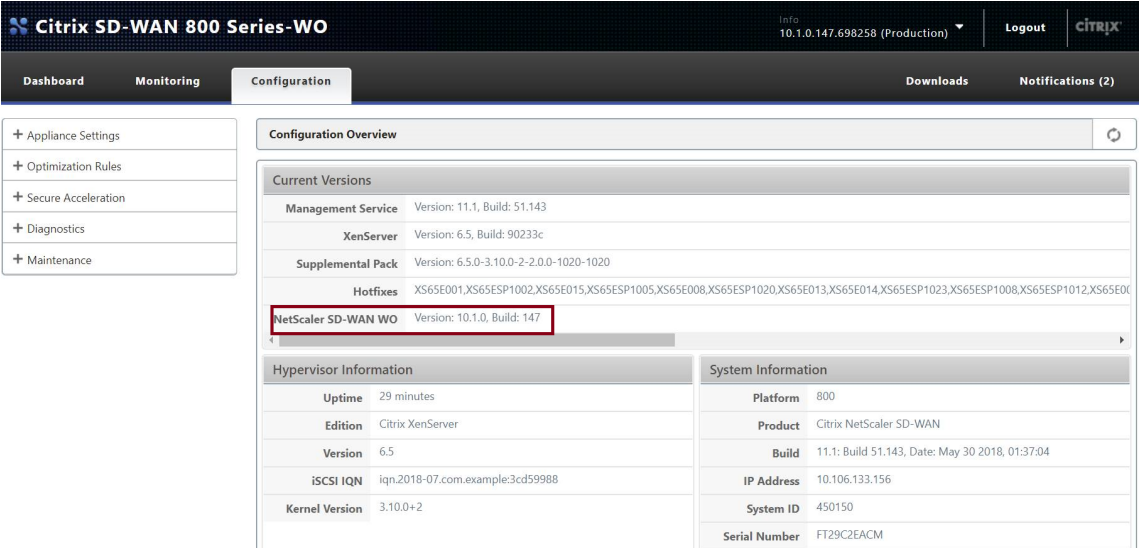 Citrix SD-WAN 800 Series-WO
Info
10.1.0.147.698258 (Production)
Logout
CİTRIX
Dashboard Monitoring Configuration Downloads Notifications (2)
+ Appliance Settings
+ Optimization Rules
+ Secure Acceleration
+ Diagnostics
+ Maintenance
Configuration Overview
Current Versions
Management Service Version: 11.1, Build: 51.143
XenServer Version: 6.5, Build: 90233c
Supplemental Pack Version: 6.5.0-3.10.0-2-2.0.0-1020-1020
Hotfixes XS65E001,XS65ESP1002,XS65E015,XS65ESP1005,XS65E008,XS65ESP1020,XS65E013,XS65E014,XS65ESP1023,XS65ESP1008,XS65ESP1012,XS65E0
NetScaler SD-WAN WO Version: 10.1.0, Build: 147
Hypervisor Information
Uptime 29 minutes
Edition Citrix XenServer
Version 6.5
iSCSI IQN iqn.2018-07.com.example:3cd59988
Kernel Version 3.10.0+2
System Information
Platform 800
Product Citrix NetScaler SD-WAN
Build 11.1: Build 51.143, Date: May 30 2018, 01:37:04
IP Address 10.106.133.156
System ID 450150
Serial Number FT29C2EACM